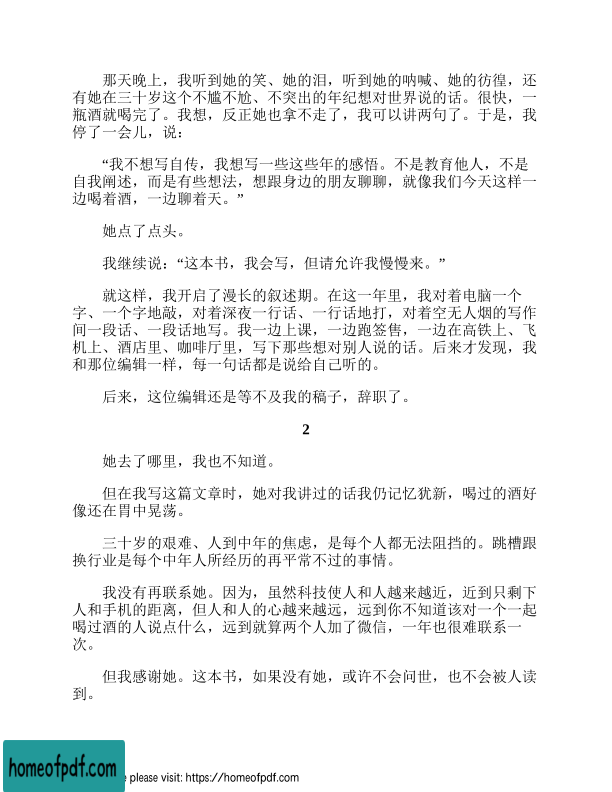 那天晚上，我听到她的笑、她的泪，听到她的呐喊、她的彷徨，还
有她在三十岁这个不尴不尬、不突出的年纪想对世界说的话。很快，一
瓶酒就喝完了。我想，反正她也拿不走了，我可以讲两句了。于是，我
停了一会儿，说：
“我不想写自传，我想写一些这些年的感悟。不是教育他人，不是
自我阐述，而是有些想法，想跟身边的朋友聊聊，就像我们今天这样一
边喝着酒，一边聊着天。”
她点了点头。
我继续说：“这本书，我会写，但请允许我慢慢来。”
就这样，我开启了漫长的叙述期。在这一年里，我对着电脑一个
字、一个字地敲，对着深夜一行话、一行话地打，对着空无人烟的写作
间一段话、一段话地写。我一边上课，一边跑签售，一边在高铁上、飞
机上、酒店里、咖啡厅里，写下那些想对别人说的话。后来才发现，我
和那位编辑一样，每一句话都是说给自己听的。
后来，这位编辑还是等不及我的稿子，辞职了。
2
她去了哪里，我也不知道。
但在我写这篇文章时，她对我讲过的话我仍记忆犹新，喝过的酒好
像还在胃中晃荡。
三十岁的艰难、人到中年的焦虑，是每个人都无法阻挡的。跳槽跟
换行业是每个中年人所经历的再平常不过的事情。
我没有再联系她。因为，虽然科技使人和人越来越近，近到只剩下
人和手机的距离，但人和人的心越来越远，远到你不知道该对一个一起
喝过酒的人说点什么，远到就算两个人加了微信，一年也很难联系一
次。
但我感谢她。这本书，如果没有她，或许不会问世，也不会被人读
到。
homeofpdf.com
e please visit: https://homeofpdf.com